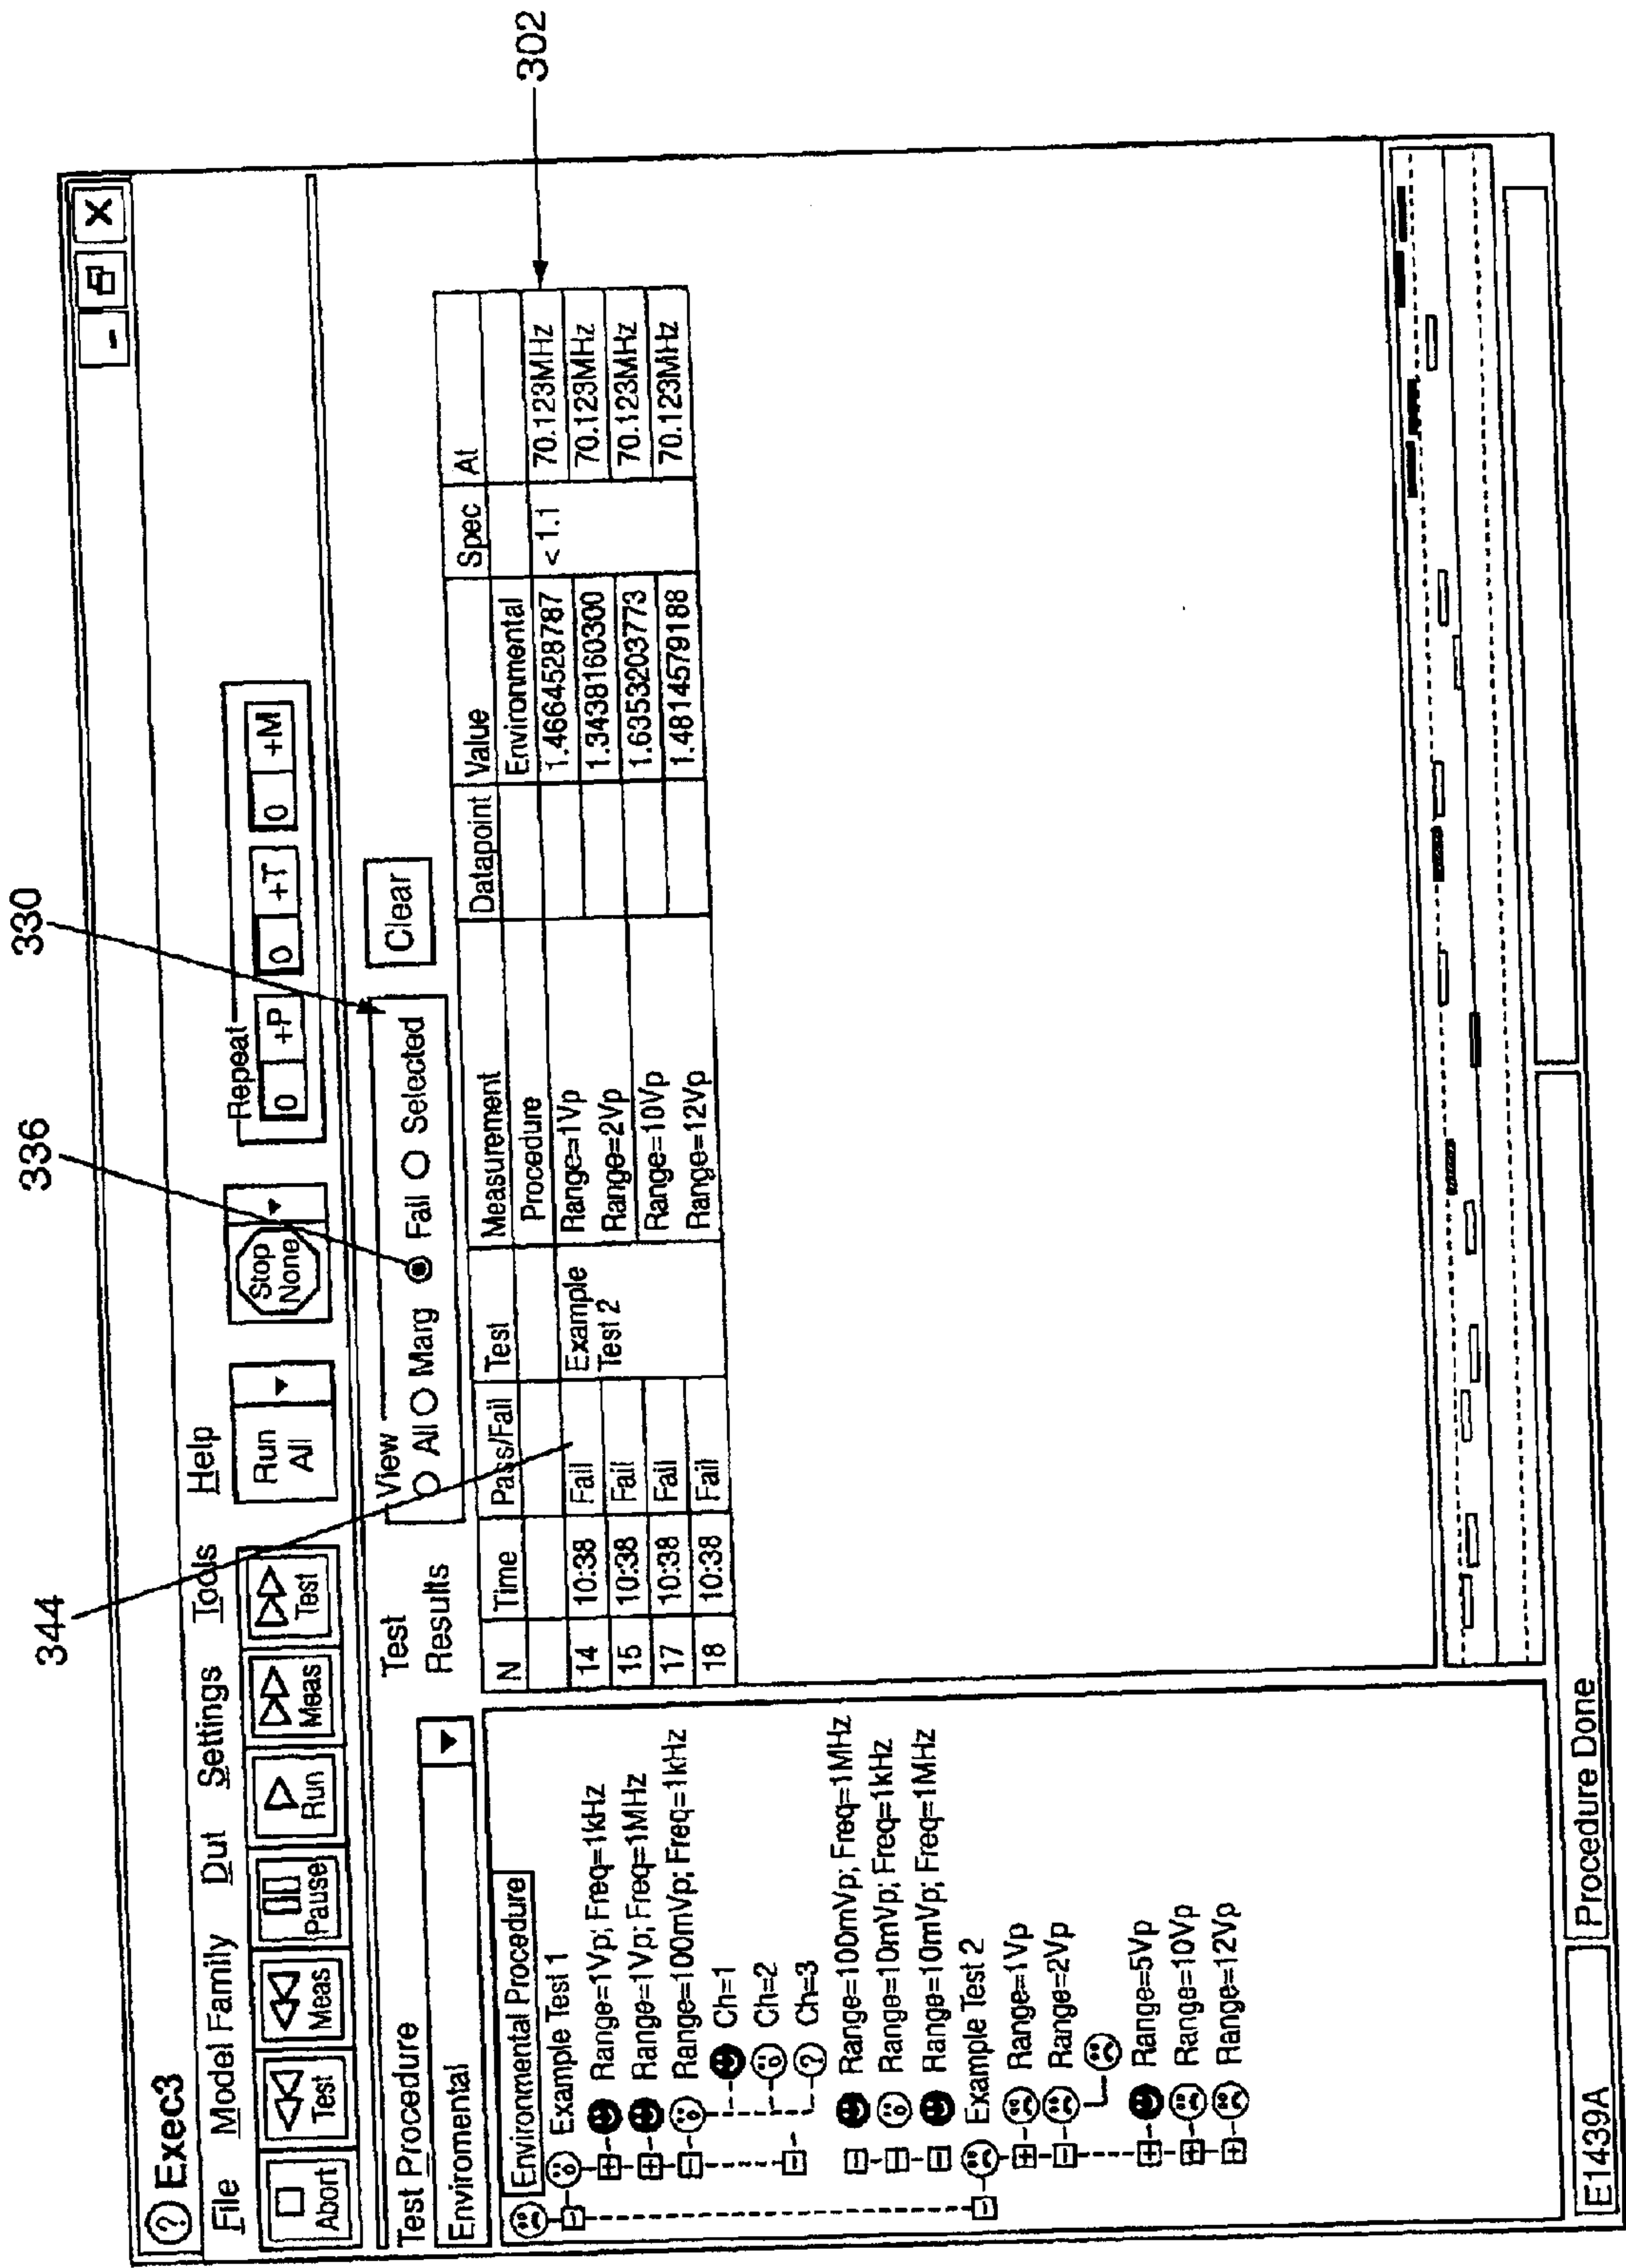 344
336
330
302
Exec3
File Model Family Dut Settings Tools Help
Abort
Test
Meas
Pause
Run
Meas
Test
Run All
Stop None
Repeat
0 +P 0 +T 0 +M
Test Procedure
Enviromental
Test Results
View
All Marg Fail Selected
Clear
Environmental Procedure
Example Test 1
Range=1Vp; Freq=1kHz
Range=1Vp; Freq=1MHz
Range=100mVp; Freq=1kHz
Ch=1
Ch=2
Ch=3
Range=100mVp; Freq=1MHz
Range=10mVp; Freq=1kHz
Range=10mVp; Freq=1MHz
Example Test 2
Range=1Vp
Range=2Vp
Range=5Vp
Range=10Vp
Range=12Vp
N Time Pass/Fail Test Measurement Datapoint Value Spec At
Procedure Environmental
14 10:38 Fail Example Test 2 Range=1Vp 1.4664528787 < 1.1 70.123MHz
15 10:38 Fail Range=2Vp 1.3438160300 70.123MHz
17 10:38 Fail Range=10Vp 1.6353203773 70.123MHz
18 10:38 Fail Range=12Vp 1.4814579188 70.123MHz
E1439A
Procedure Done